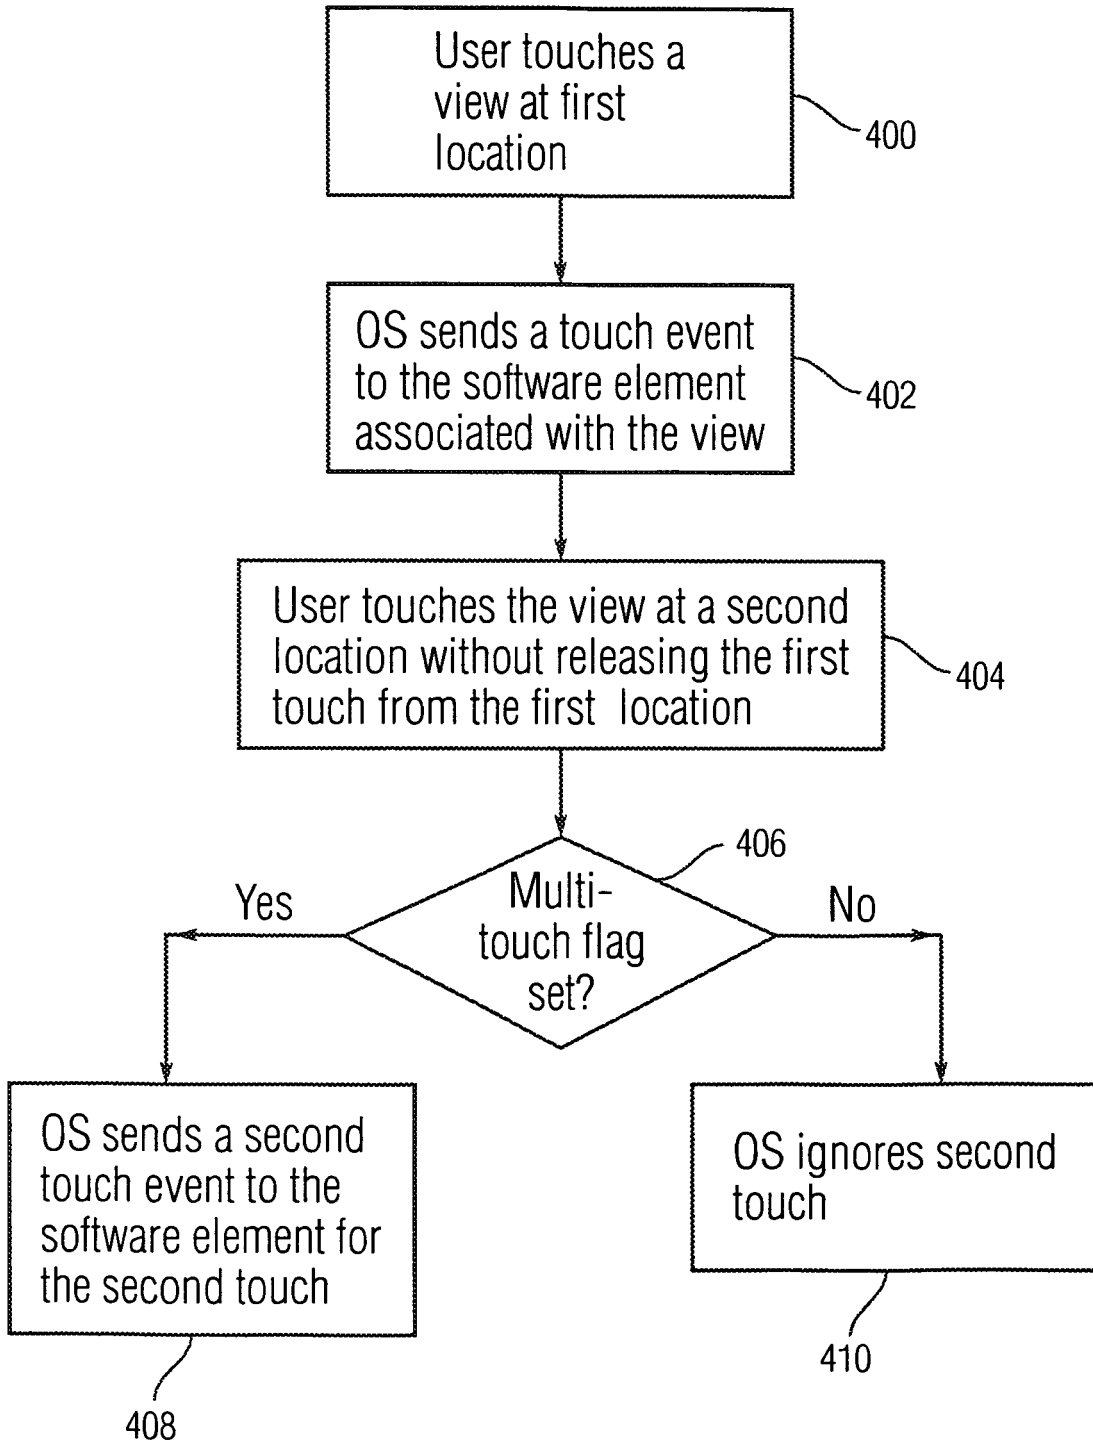 User touches a
view at first
location
400
OS sends a touch event
to the software element
associated with the view
402
User touches the view at a second
location without releasing the first
touch from the first location
404
406
Multi-
touch flag
set?
Yes
No
OS sends a second
touch event to the
software element for
the second touch
408
OS ignores second
touch
410